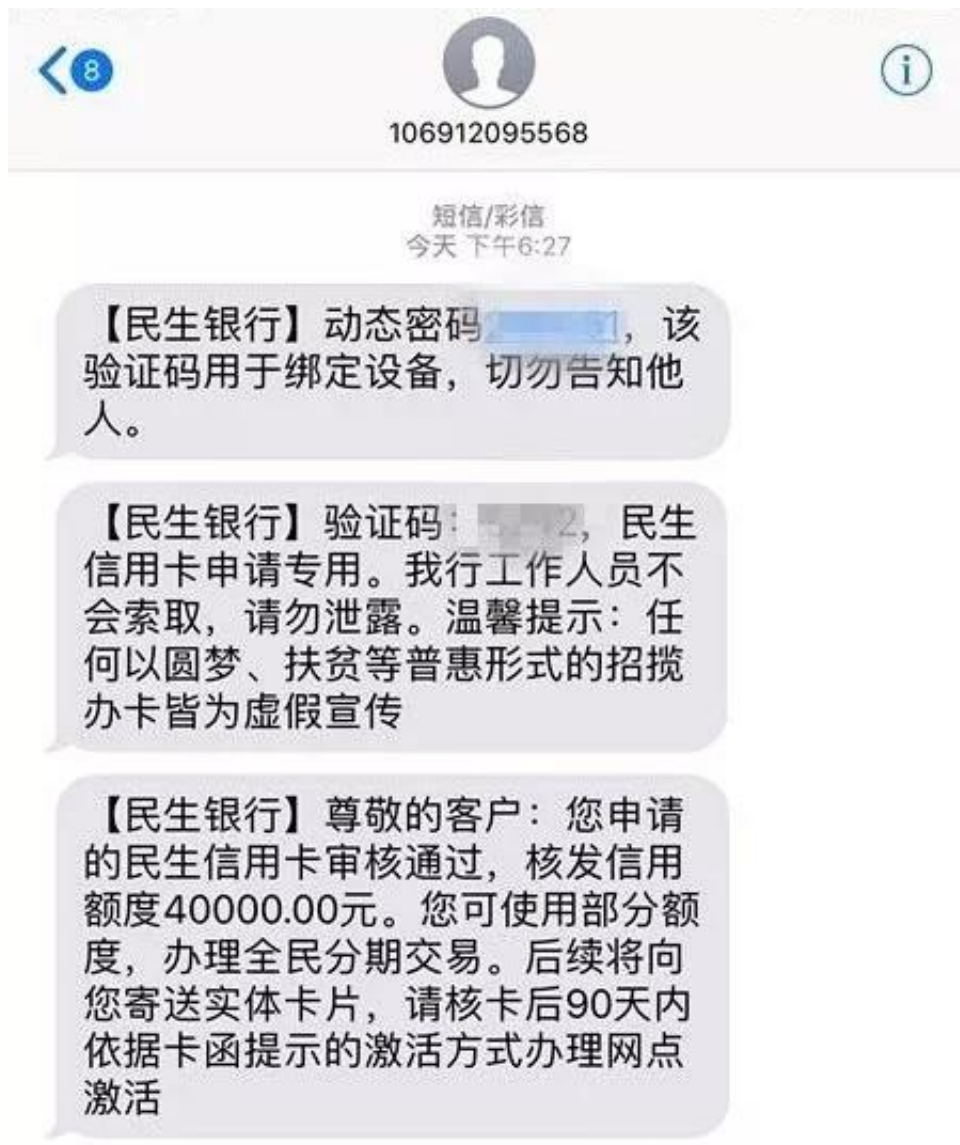 8
106912095568
短信/彩信
今天 下午6:27
【民生银行】动态密码，该
验证码用于绑定设备，切勿告知他
人。
【民生银行】验证码：2，民生
信用卡申请专用。我行工作人员不
会索取，请勿泄露。温馨提示：任
何以圆梦、扶贫等普惠形式的招揽
办卡皆为虚假宣传
【民生银行】尊敬的客户：您申请
的民生信用卡审核通过，核发信用
额度40000.00元。您可使用部分额
度，办理全民分期交易。后续将向
您寄送实体卡片，请核卡后90天内
依据卡函提示的激活方式办理网点
激活